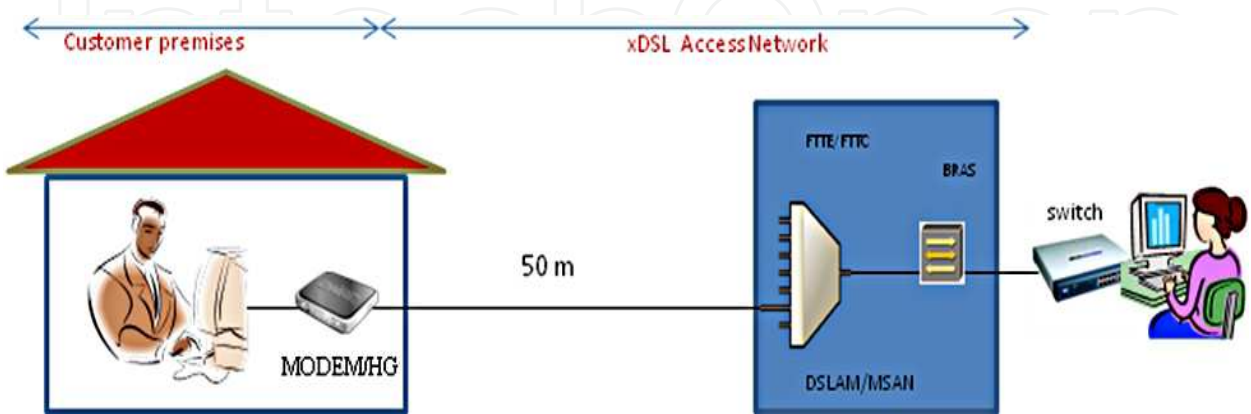 Customer premises
xDSL AccessNetwork
FTTE/FTTC
BRAS
switch
50 m
MODEM/HG
DSLAM/MSAN